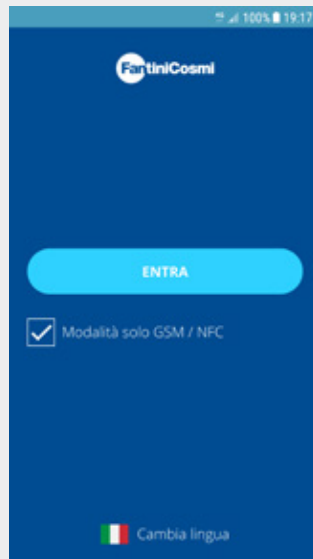 100% 19:17
FantiniCosmi
ENTRA
Modalità solo GSM / NFC
Cambia lingua